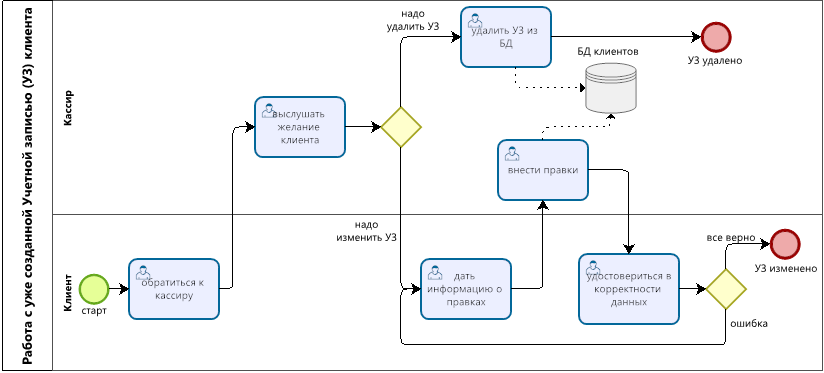 Работа с уже созданной Учетной записью (УЗ) клиента
Кассир
надо
удалить УЗ
удалить УЗ из
БД
УЗ удалено
БД клиентов
выслушать
желание
клиента
внести правки
Клиент
надо
изменить УЗ
старт
обратиться к
кассиру
дать
информацию о
правках
удостовериться в
корректности
данных
все верно
УЗ изменено
ошибка